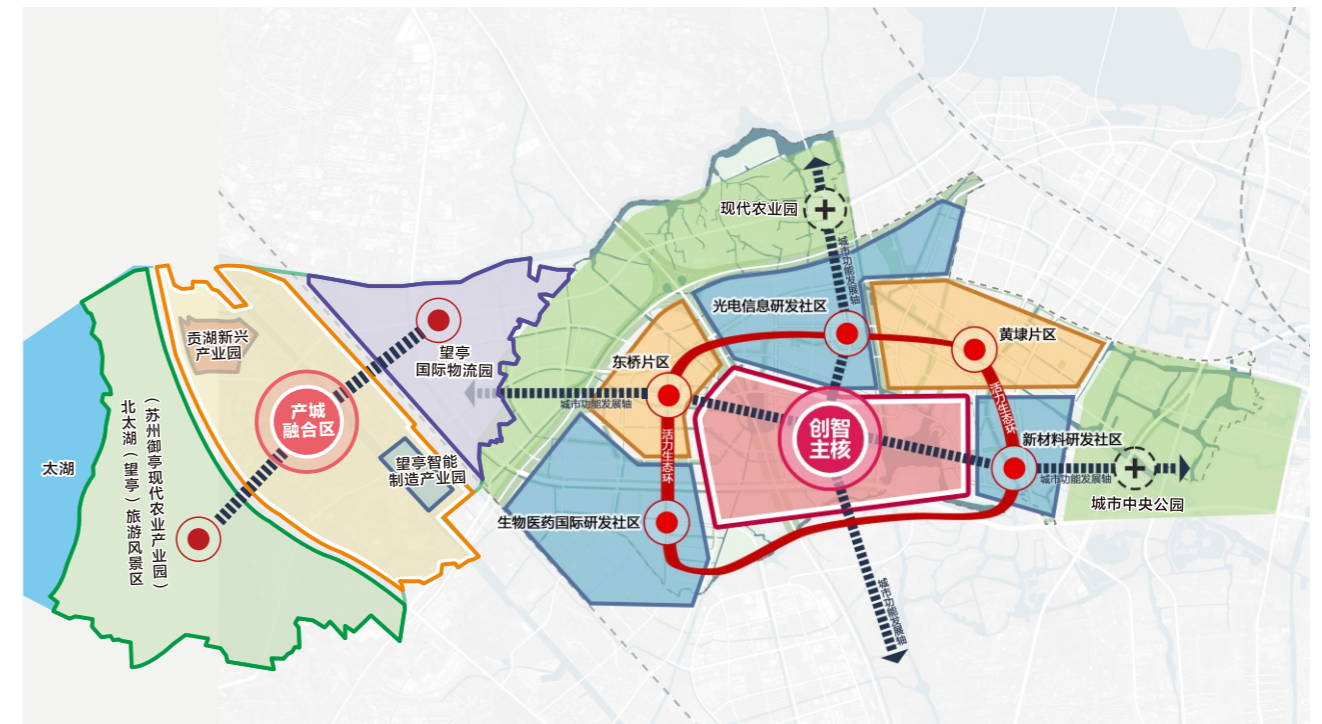 现代农业园
城市功能发展轴
光电信息研发社区
黄埭片区
贡湖新兴
产业园
望亭
国际物流园
东桥片区
城市功能发展轴
活力生态环
产城
融合区
创智
主核
活力生态环
新材料研发社区
城市功能发展轴
城市中央公园
望亭智能
制造产业园
太湖
(苏州御亭现代农业产业园)
北太湖(望亭)旅游风景区
生物医药国际研发社区
城市功能发展轴